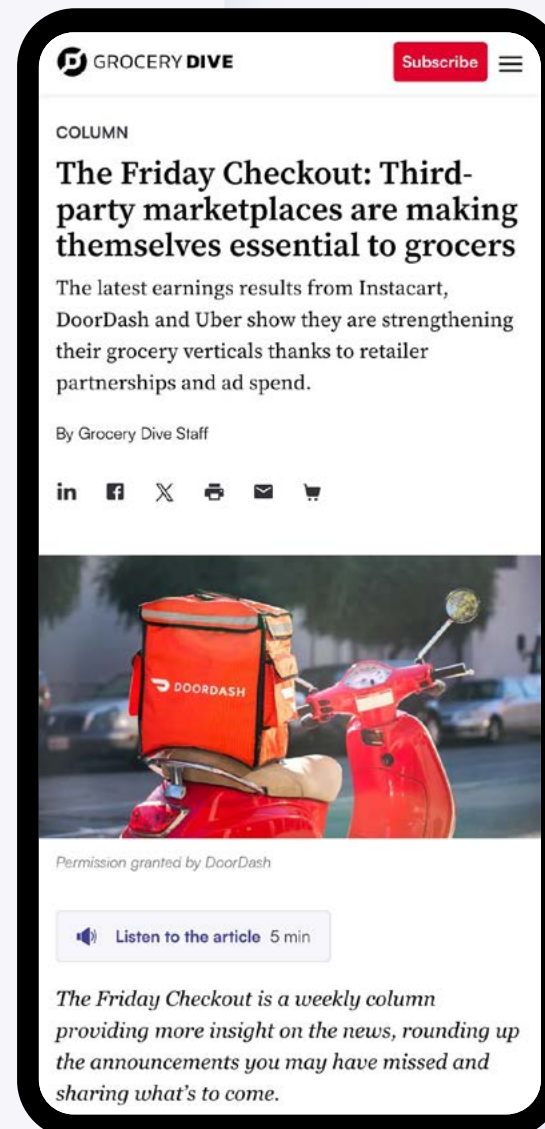 GROCERY DIVE
Subscribe
COLUMN
The Friday Checkout: Third-
party marketplaces are making
themselves essential to grocers
The latest earnings results from Instacart,
DoorDash and Uber show they are strengthening
their grocery verticals thanks to retailer
partnerships and ad spend.
By Grocery Dive Staff
DOORDASH
Permission granted by DoorDash
Listen to the article 5 min
The Friday Checkout is a weekly column
providing more insight on the news, rounding up
the announcements you may have missed and
sharing what's to come.